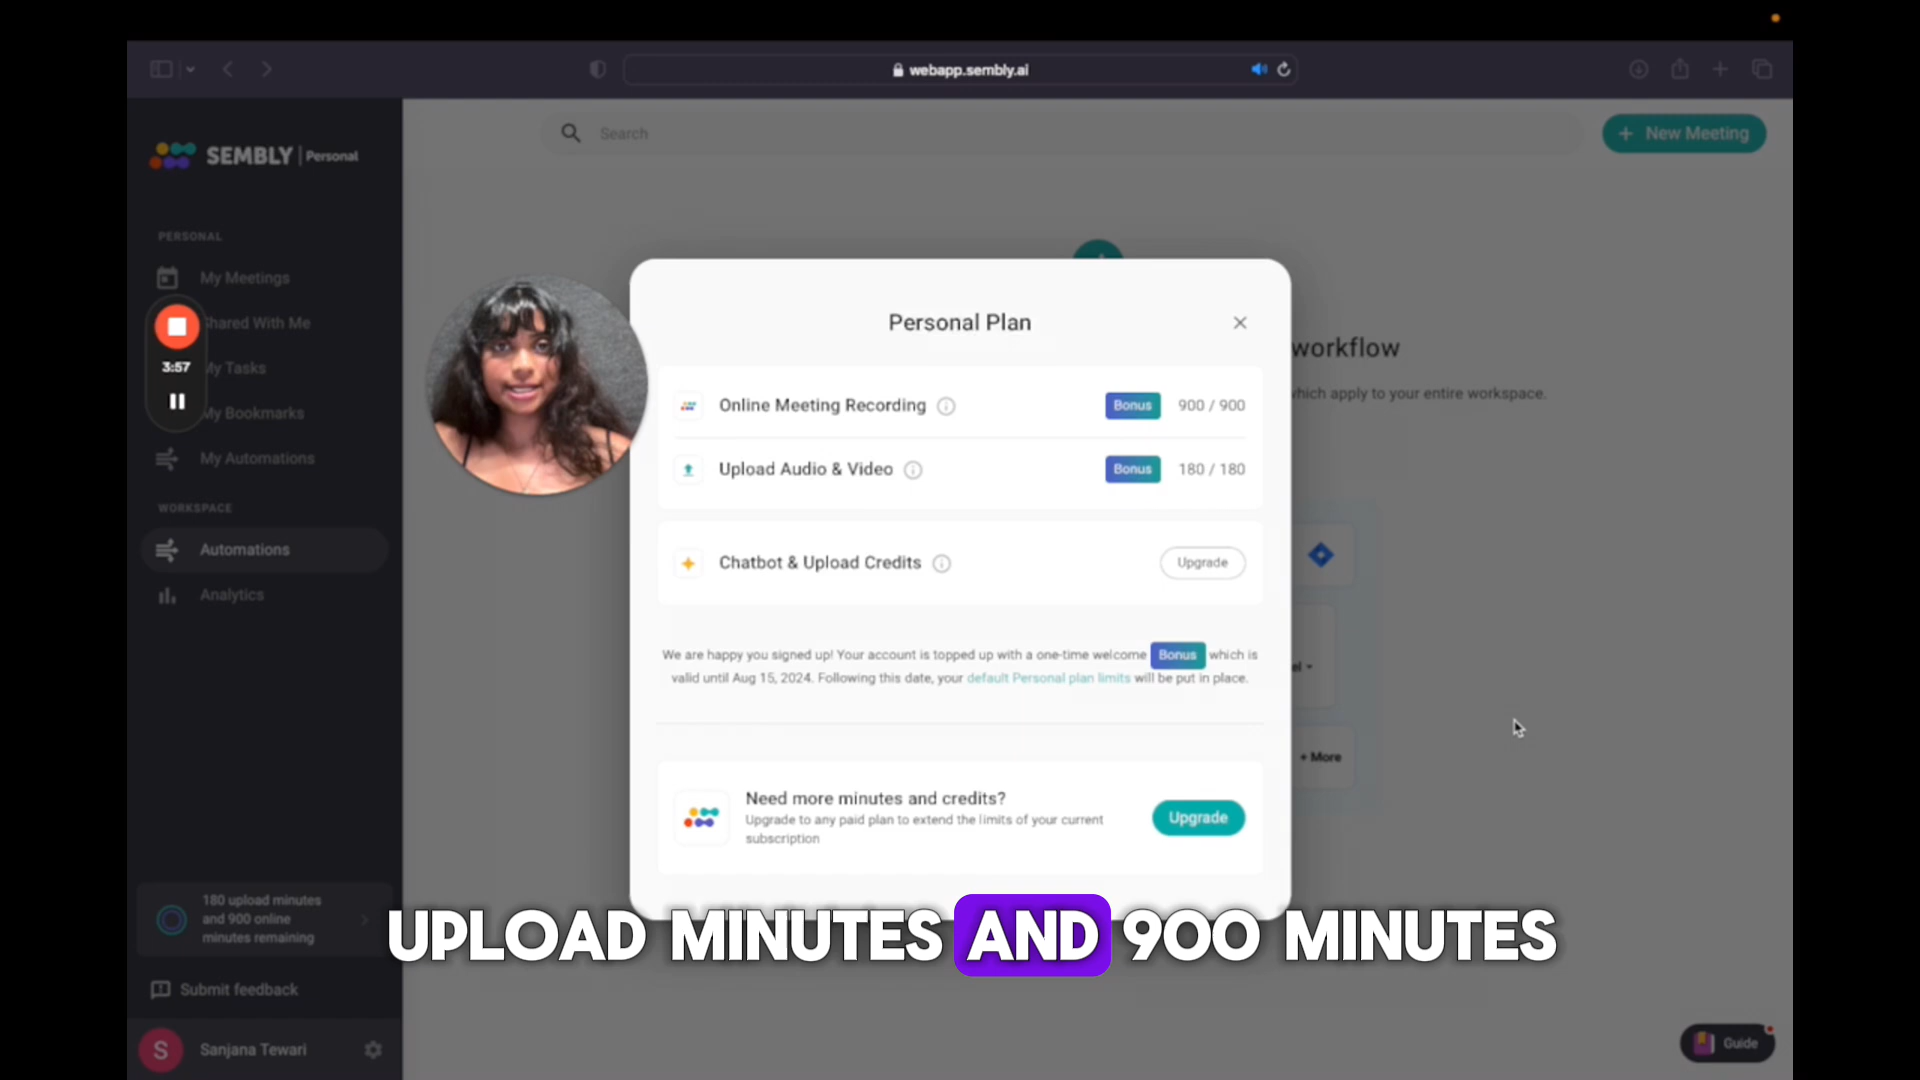 webapp.sembly.ai
SEMBLY | Personal
Search
+ New Meeting
PERSONAL
My Meetings
Shared With Me
3:57
My Tasks
My Bookmarks
My Automations
WORKSPACE
Automations
Analytics
workflow
which apply to your entire workspace.
Personal Plan
Online Meeting Recording
Bonus 900 / 900
Upload Audio & Video
Bonus 180 / 180
Chatbot & Upload Credits
Upgrade
We are happy you signed up! Your account is topped up with a one-time welcome Bonus which is
valid until Aug 15, 2024. Following this date, your default Personal plan limits will be put in place.
Need more minutes and credits?
Upgrade to any paid plan to extend the limits of your current
subscription
Upgrade
+ More
180 upload minutes
and 900 online
minutes remaining
UPLOAD MINUTES AND 900 MINUTES
Submit feedback
S
Sanjana Tewari
Guide